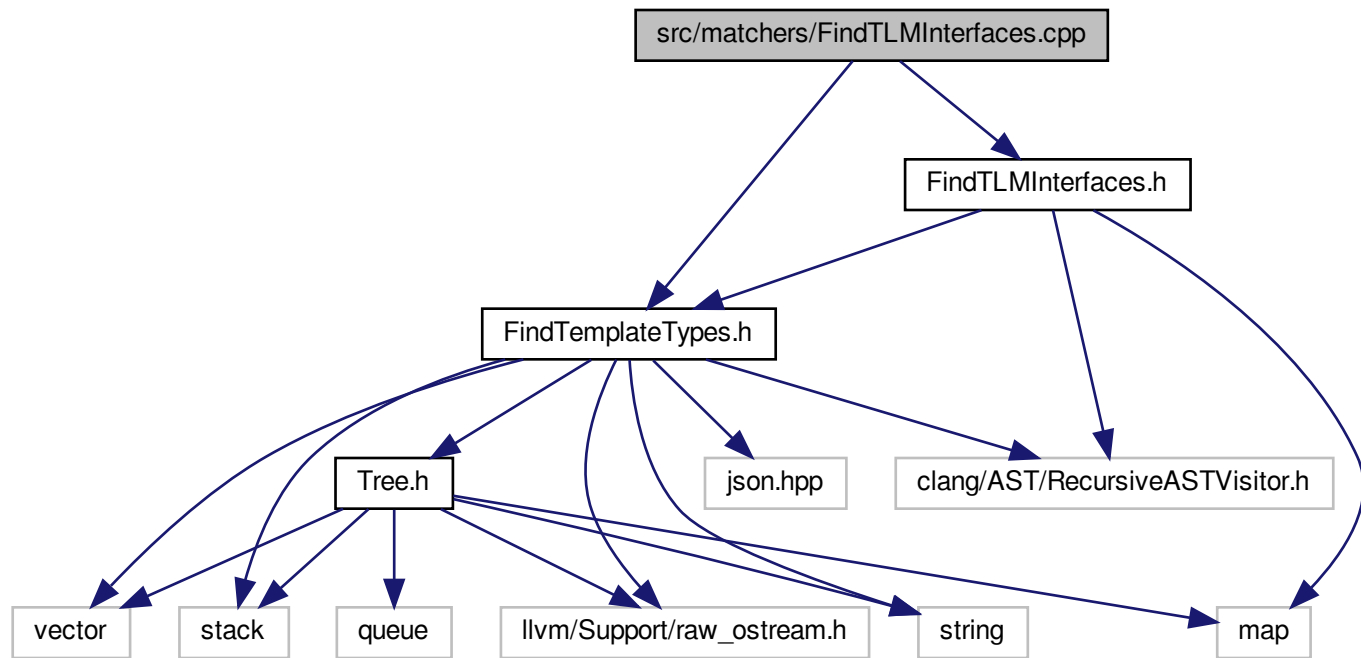 src/matchers/FindTLMInterfaces.cpp
FindTLMInterfaces.h
FindTemplateTypes.h
Tree.h
json.hpp
clang/AST/RecursiveASTVisitor.h
vector
stack
queue
llvm/Support/raw_ostream.h
string
map